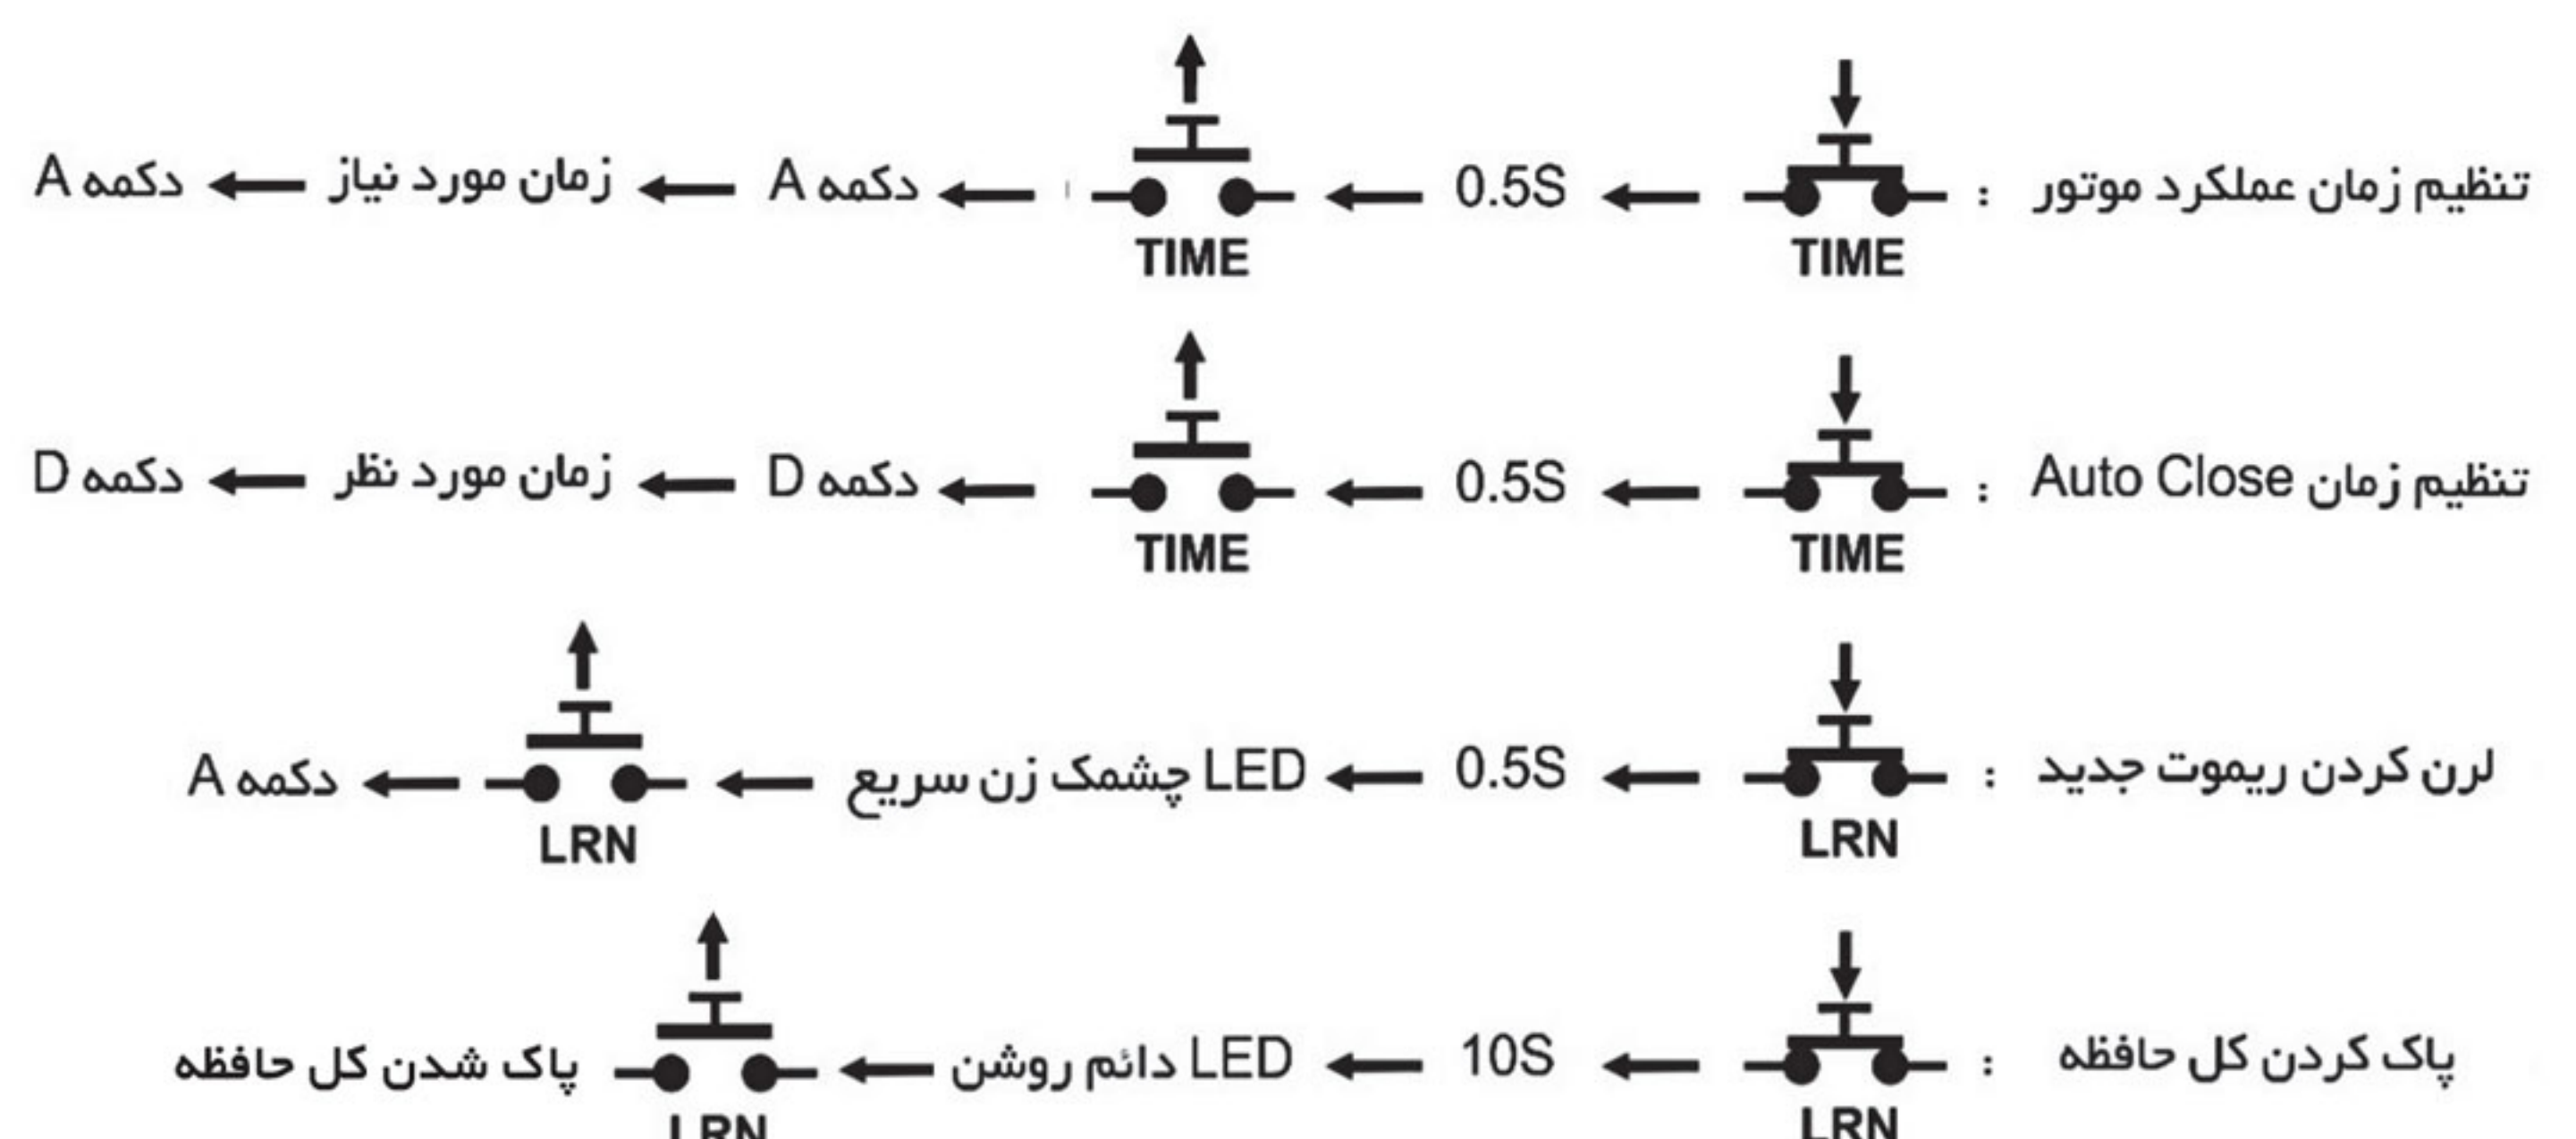 تنظیم زمان عملکرد موتور : 0.5S دکمه A زمان مورد نیاز دکمه A
TIME TIME
تنظیم زمان Auto Close : 0.5S دکمه D زمان مورد نظر دکمه D
TIME TIME
لرن کردن ریموت جدید : 0.5S LED چشمک زن سریع دکمه A
LRN LRN
پاک کردن کل حافظه : 10S LED دائم روشن پاک شدن کل حافظه
LRN LRN